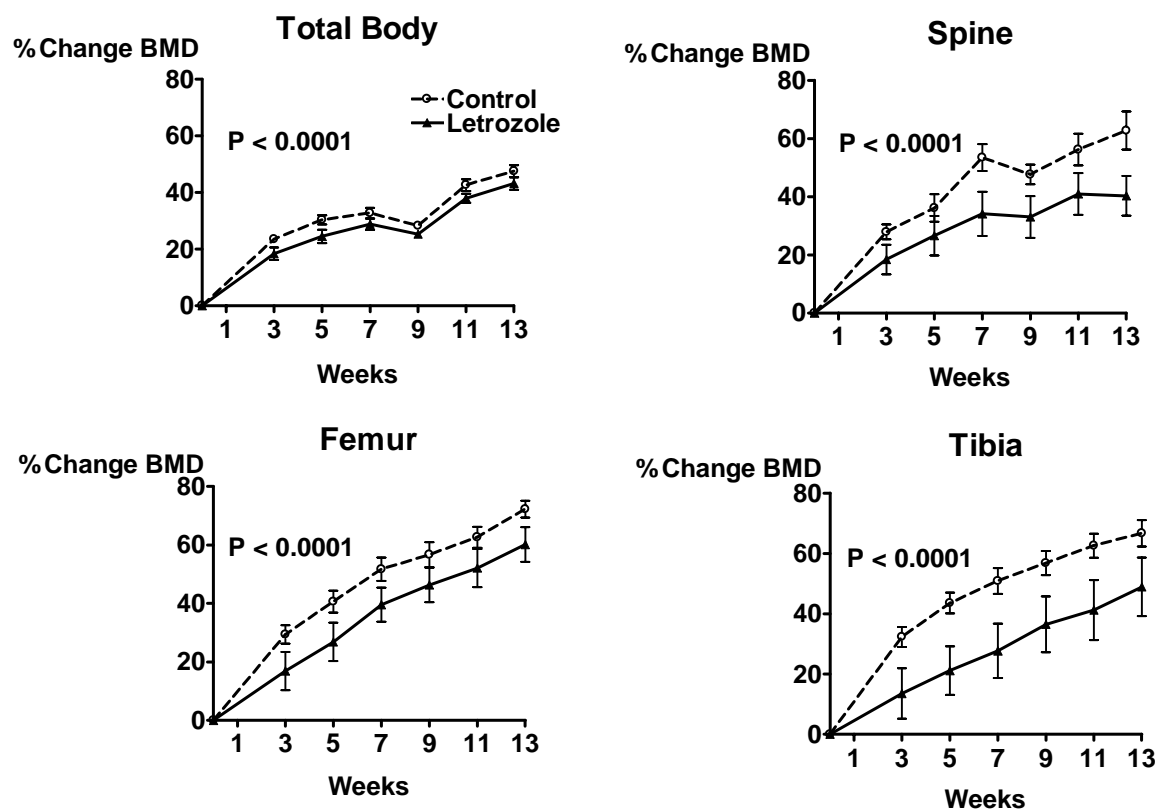 Total Body
%Change BMD
80
60
40
20
0
Control
Letrozole
P < 0.0001
1 3 5 7 9 11 13
Weeks
Spine
%Change BMD
80
60
40
20
0
P < 0.0001
1 3 5 7 9 11 13
Weeks
Femur
%Change BMD
80
60
40
20
0
P < 0.0001
1 3 5 7 9 11 13
Weeks
Tibia
%Change BMD
80
60
40
20
0
P < 0.0001
1 3 5 7 9 11 13
Weeks